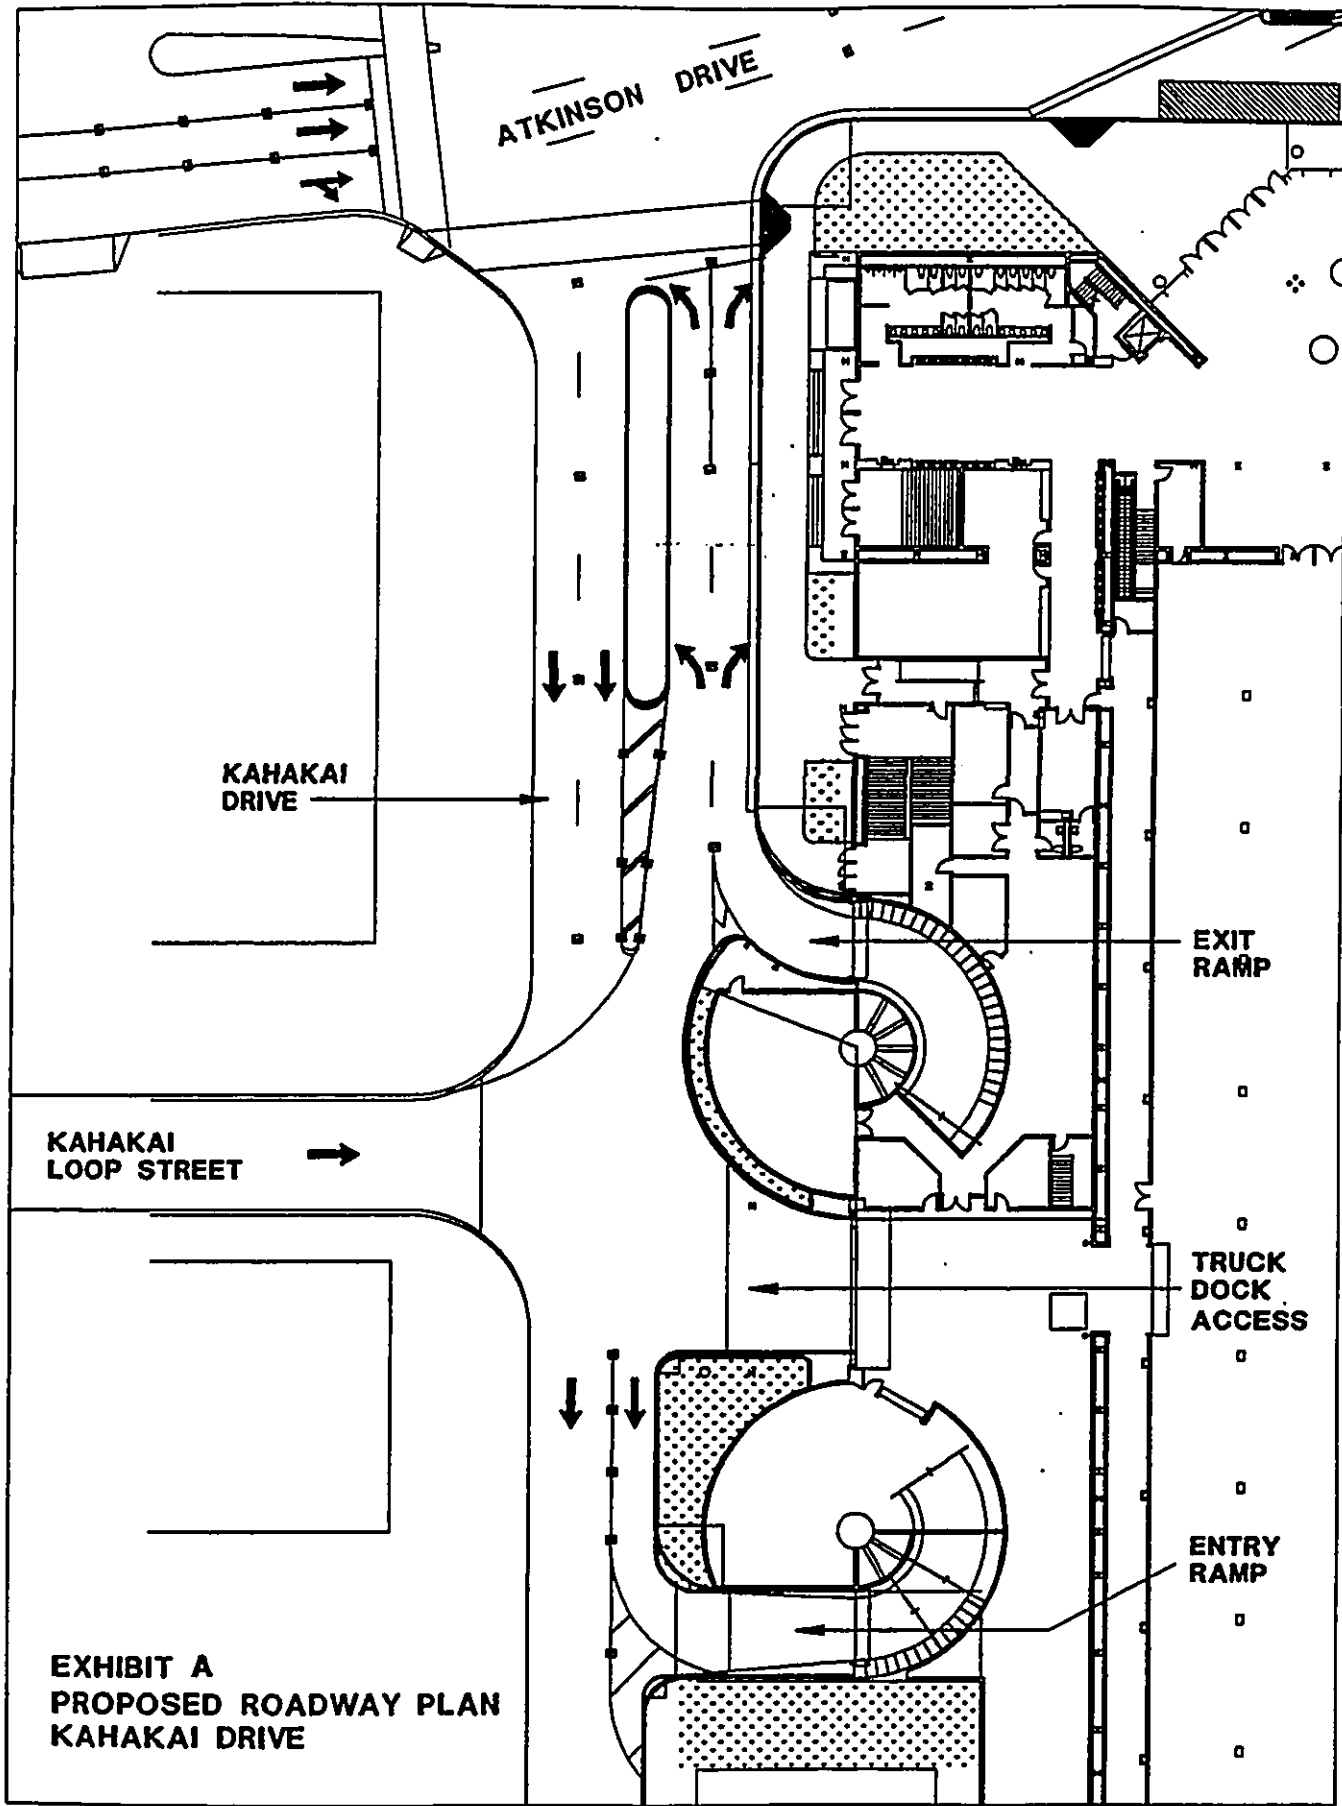 ATKINSON DRIVE
KAHAKAI
DRIVE
EXIT
RAMP
KAHAKAI
LOOP STREET
TRUCK
DOCK
ACCESS
ENTRY
RAMP
EXHIBIT A
PROPOSED ROADWAY PLAN
KAHAKAI DRIVE